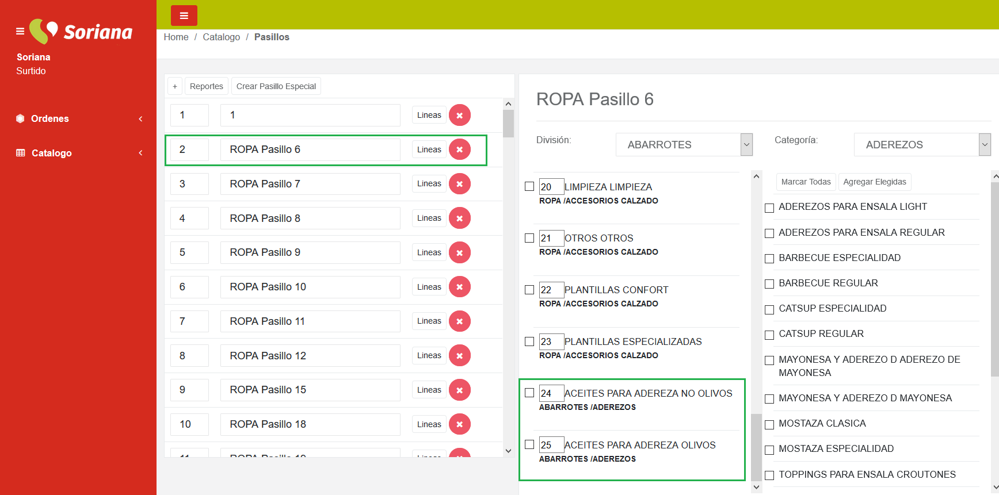 Soriana
Soriana
Surtido
Ordenes
Catalogo
Home / Catalogo / Pasillos
+ Reportes Crear Pasillo Especial
1 1 Lineas
2 ROPA Pasillo 6 Lineas
3 ROPA Pasillo 7 Lineas
4 ROPA Pasillo 8 Lineas
5 ROPA Pasillo 9 Lineas
6 ROPA Pasillo 10 Lineas
7 ROPA Pasillo 11 Lineas
8 ROPA Pasillo 12 Lineas
9 ROPA Pasillo 15 Lineas
10 ROPA Pasillo 18 Lineas
11 ROPA Pasillo 19 Lineas
ROPA Pasillo 6
División: ABARROTES Categoría: ADEREZOS
20 LIMPIEZA LIMPIEZA
ROPA /ACCESORIOS CALZADO
21 OTROS OTROS
ROPA /ACCESORIOS CALZADO
22 PLANTILLAS CONFORT
ROPA /ACCESORIOS CALZADO
23 PLANTILLAS ESPECIALIZADAS
ROPA /ACCESORIOS CALZADO
24 ACEITES PARA ADEREZA NO OLIVOS
ABARROTES /ADEREZOS
25 ACEITES PARA ADEREZA OLIVOS
ABARROTES /ADEREZOS
Marcar Todas Agregar Elegidas
ADEREZOS PARA ENSALA LIGHT
ADEREZOS PARA ENSALA REGULAR
BARBECUE ESPECIALIDAD
BARBECUE REGULAR
CATSUP ESPECIALIDAD
CATSUP REGULAR
MAYONESA Y ADEREZO D ADEREZO DE
MAYONESA
MAYONESA Y ADEREZO D MAYONESA
MOSTAZA CLASICA
MOSTAZA ESPECIALIDAD
TOPPINGS PARA ENSALA CROUTONES